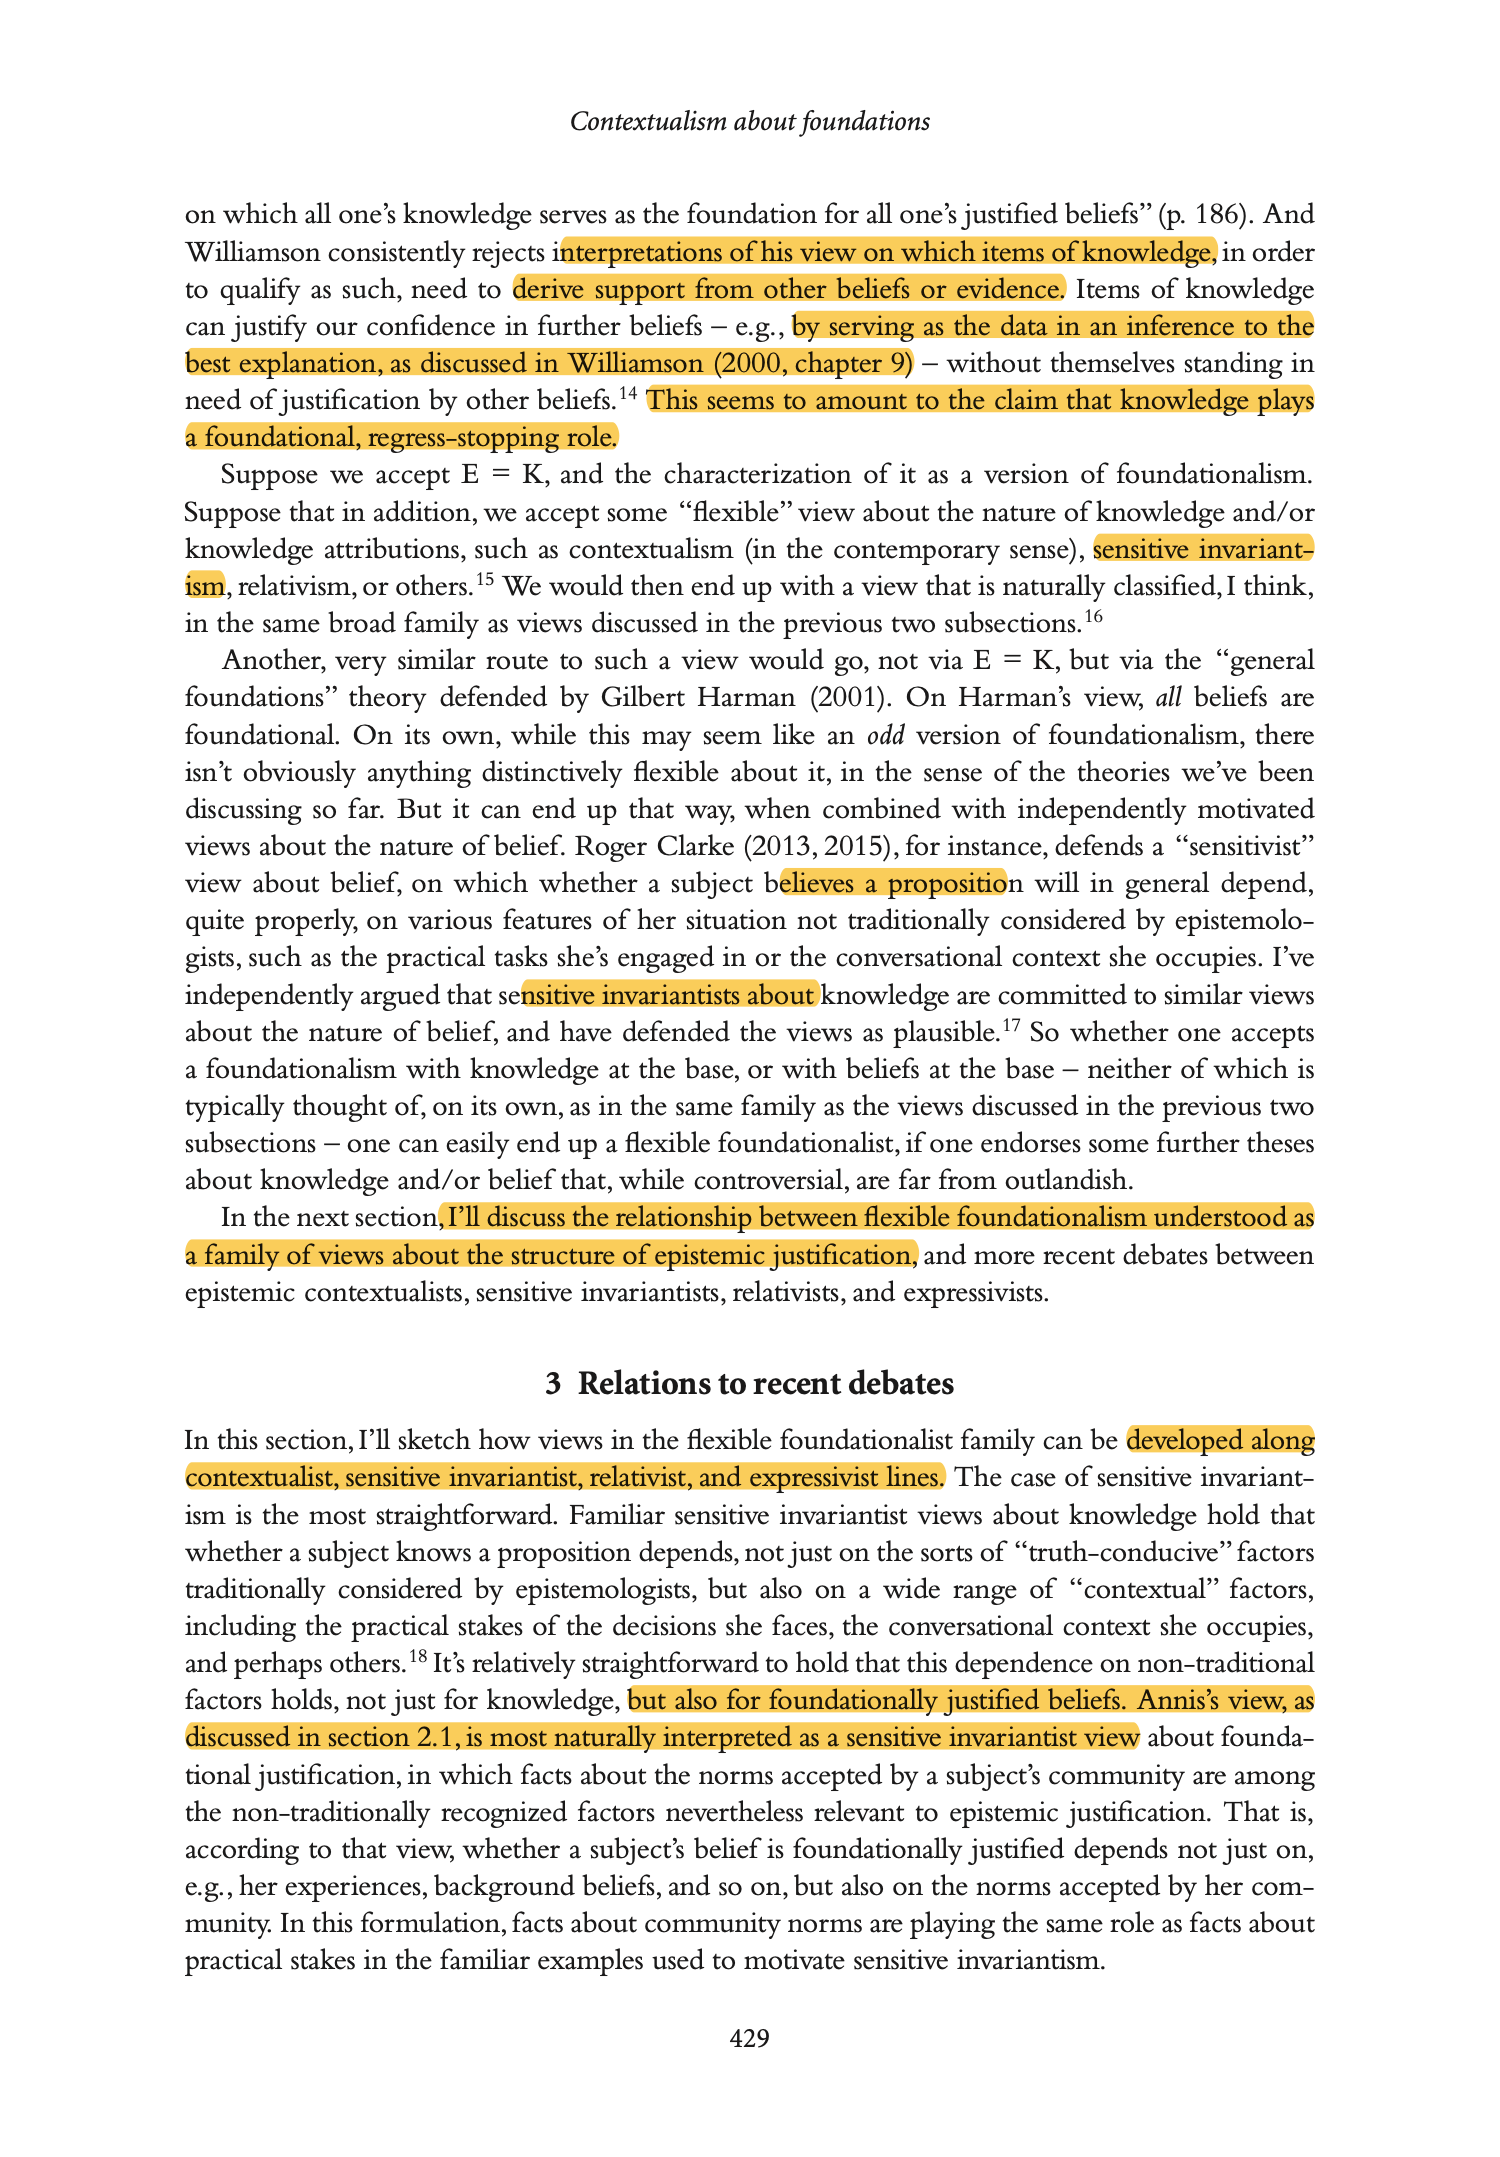 Contextualism about foundations
on which all one’s knowledge serves as the foundation for all one’s justified beliefs” (p. 186). And
Williamson consistently rejects interpretations of his view on which items of knowledge, in order
to qualify as such, need to derive support from other beliefs or evidence. Items of knowledge
can justify our confidence in further beliefs – e.g., by serving as the data in an inference to the
best explanation, as discussed in Williamson (2000, chapter 9) – without themselves standing in
need of justification by other beliefs.14 This seems to amount to the claim that knowledge plays
a foundational, regress-stopping role.
Suppose we accept E = K, and the characterization of it as a version of foundationalism.
Suppose that in addition, we accept some “flexible” view about the nature of knowledge and/or
knowledge attributions, such as contextualism (in the contemporary sense), sensitive invariant-
ism, relativism, or others.15 We would then end up with a view that is naturally classified, I think,
in the same broad family as views discussed in the previous two subsections.16
Another, very similar route to such a view would go, not via E = K, but via the “general
foundations” theory defended by Gilbert Harman (2001). On Harman’s view, all beliefs are
foundational. On its own, while this may seem like an odd version of foundationalism, there
isn’t obviously anything distinctively flexible about it, in the sense of the theories we’ve been
discussing so far. But it can end up that way, when combined with independently motivated
views about the nature of belief. Roger Clarke (2013, 2015), for instance, defends a “sensitivist”
view about belief, on which whether a subject believes a proposition will in general depend,
quite properly, on various features of her situation not traditionally considered by epistemolo-
gists, such as the practical tasks she’s engaged in or the conversational context she occupies. I’ve
independently argued that sensitive invariantists about knowledge are committed to similar views
about the nature of belief, and have defended the views as plausible.17 So whether one accepts
a foundationalism with knowledge at the base, or with beliefs at the base – neither of which is
typically thought of, on its own, as in the same family as the views discussed in the previous two
subsections – one can easily end up a flexible foundationalist, if one endorses some further theses
about knowledge and/or belief that, while controversial, are far from outlandish.
In the next section, I’ll discuss the relationship between flexible foundationalism understood as
a family of views about the structure of epistemic justification, and more recent debates between
epistemic contextualists, sensitive invariantists, relativists, and expressivists.
3 Relations to recent debates
In this section, I’ll sketch how views in the flexible foundationalist family can be developed along
contextualist, sensitive invariantist, relativist, and expressivist lines. The case of sensitive invariant-
ism is the most straightforward. Familiar sensitive invariantist views about knowledge hold that
whether a subject knows a proposition depends, not just on the sorts of “truth-conducive” factors
traditionally considered by epistemologists, but also on a wide range of “contextual” factors,
including the practical stakes of the decisions she faces, the conversational context she occupies,
and perhaps others.18 It’s relatively straightforward to hold that this dependence on non-traditional
factors holds, not just for knowledge, but also for foundationally justified beliefs. Annis’s view, as
discussed in section 2.1, is most naturally interpreted as a sensitive invariantist view about founda-
tional justification, in which facts about the norms accepted by a subject’s community are among
the non-traditionally recognized factors nevertheless relevant to epistemic justification. That is,
according to that view, whether a subject’s belief is foundationally justified depends not just on,
e.g., her experiences, background beliefs, and so on, but also on the norms accepted by her com-
munity. In this formulation, facts about community norms are playing the same role as facts about
practical stakes in the familiar examples used to motivate sensitive invariantism.
429